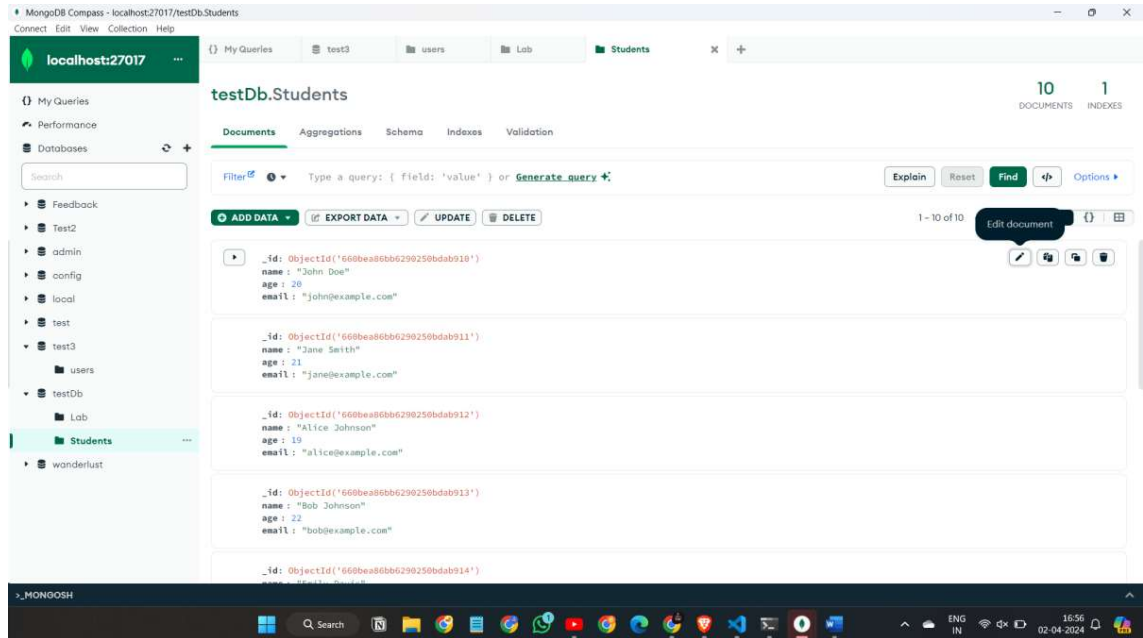 MongoDB Compass - localhost:27017/testDb.Students
Connect Edit View Collection Help
localhost:27017 ...
{} My Queries
Performance
Databases
Search
Feedback
Test2
admin
config
local
test
test3
users
testDb
Lab
Students ...
wanderlust
{} My Queries test3 users Lab Students
testDb.Students
10 1
DOCUMENTS INDEXES
Documents Aggregations Schema Indexes Validation
Filter Type a query: { field: 'value' } or Generate query Explain Reset Find </> Options
ADD DATA EXPORT DATA UPDATE DELETE 1 - 10 of 10 {}
Edit document
_id: ObjectId('660bea86bb6290250bdab910')
name : "John Doe"
age : 20
email : "john@example.com"
_id: ObjectId('660bea86bb6290250bdab911')
name : "Jane Smith"
age : 21
email : "jane@example.com"
_id: ObjectId('660bea86bb6290250bdab912')
name : "Alice Johnson"
age : 19
email : "alice@example.com"
_id: ObjectId('660bea86bb6290250bdab913')
name : "Bob Johnson"
age : 22
email : "bob@example.com"
_id: ObjectId('660bea86bb6290250bdab914')
>_MONGOSH
Search ENG 16:56
IN 02-04-2024